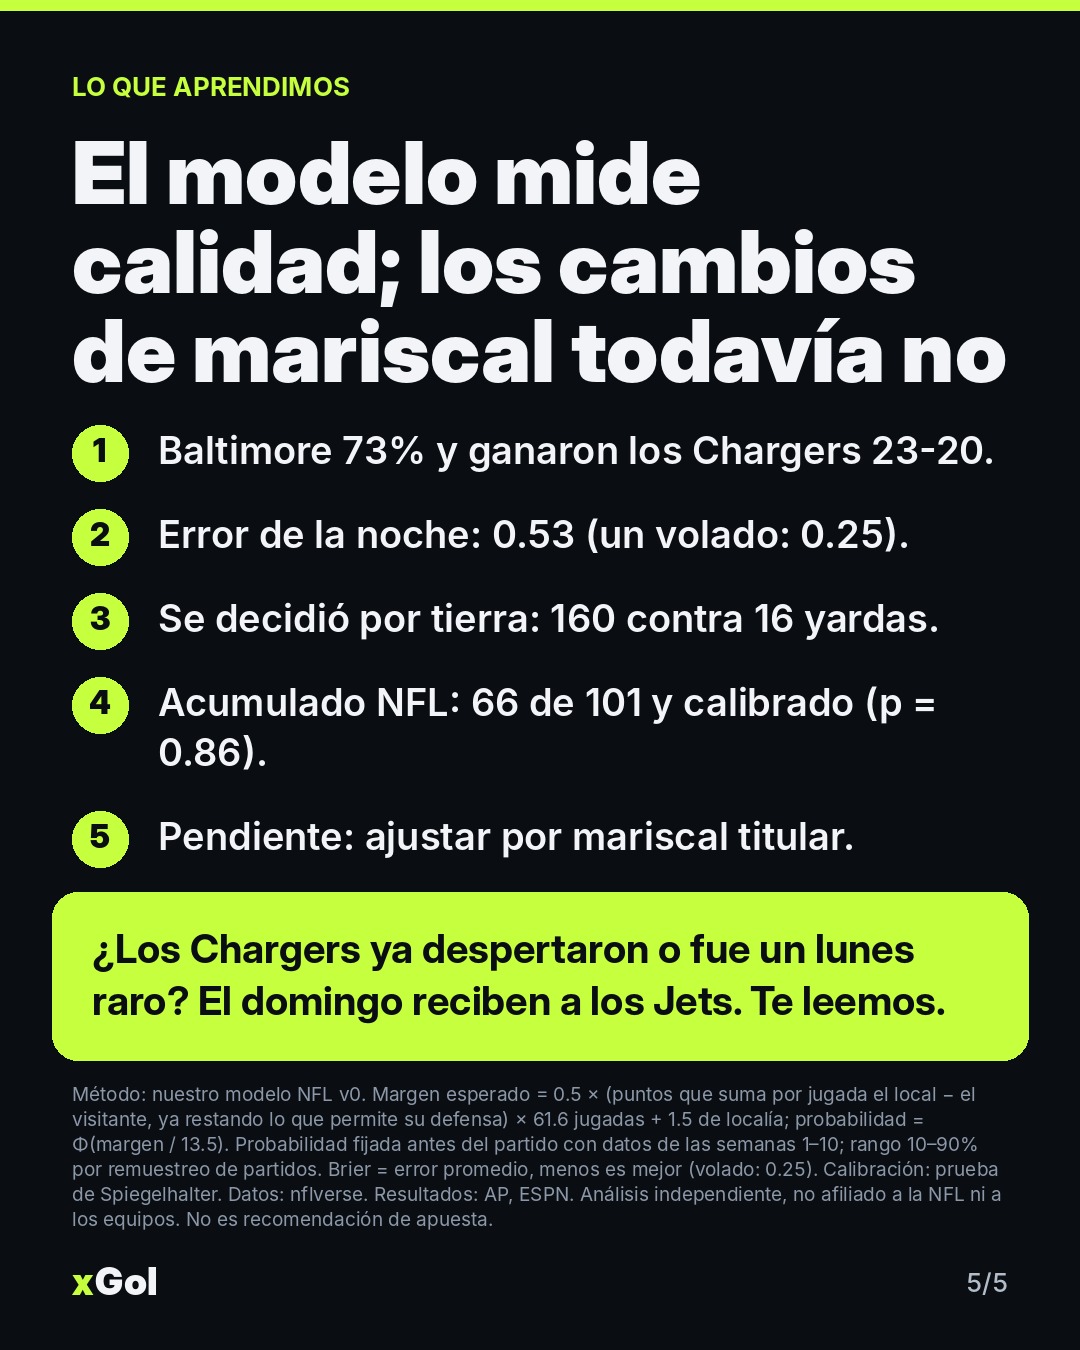 LO QUE APRENDIMOS
El modelo mide
calidad; los cambios
de mariscal todavía no
1 Baltimore 73% y ganaron los Chargers 23-20.
2 Error de la noche: 0.53 (un volado: 0.25).
3 Se decidió por tierra: 160 contra 16 yardas.
4 Acumulado NFL: 66 de 101 y calibrado (p =
0.86).
5 Pendiente: ajustar por mariscal titular.
¿Los Chargers ya despertaron o fue un lunes
raro? El domingo reciben a los Jets. Te leemos.
Método: nuestro modelo NFL v0. Margen esperado = 0.5 × (puntos que suma por jugada el local − el
visitante, ya restando lo que permite su defensa) × 61.6 jugadas + 1.5 de localía; probabilidad =
Φ(margen / 13.5). Probabilidad fijada antes del partido con datos de las semanas 1–10; rango 10–90%
por remuestreo de partidos. Brier = error promedio, menos es mejor (volado: 0.25). Calibración: prueba
de Spiegelhalter. Datos: nflverse. Resultados: AP, ESPN. Análisis independiente, no afiliado a la NFL ni a
los equipos. No es recomendación de apuesta.
xGol
5/5